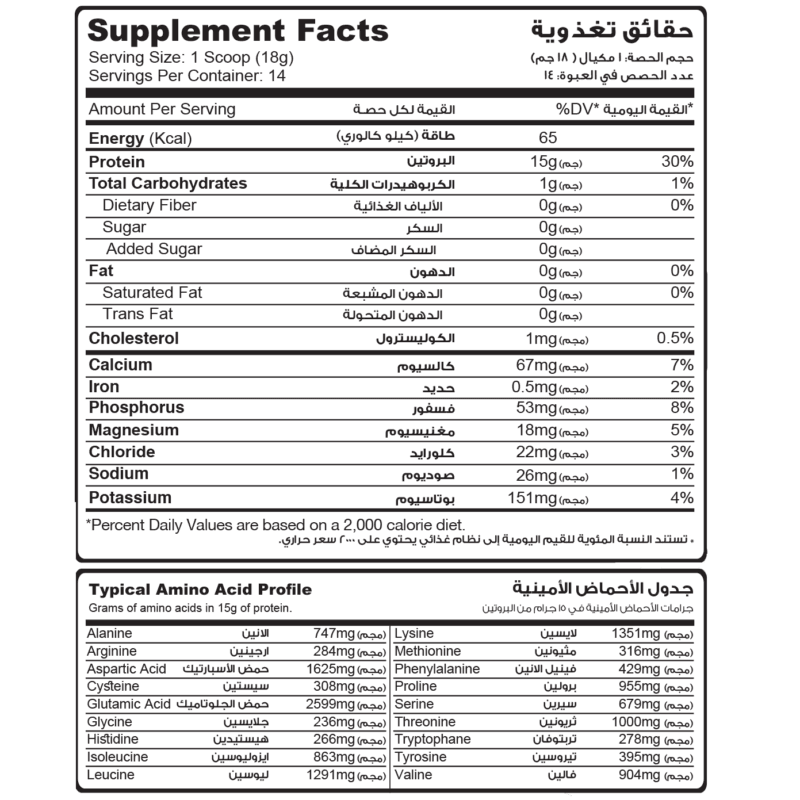 Supplement Facts حقائق تغذوية
Serving Size: 1 Scoop (18g) حجم الحصة: ١ مكيال ( ١٨ جم)
Servings Per Container: 14 عدد الحصص في العبوة: ١٤
Amount Per Serving القيمة لكل حصة %DV* القيمة اليومية*
Energy (Kcal) طاقة (كيلو كالوري) 65
Protein البروتين 15g (جم) 30%
Total Carbohydrates الكربوهيدرات الكلية 1g (جم) 1%
Dietary Fiber الألياف الغذائية 0g (جم) 0%
Sugar السكر 0g (جم)
Added Sugar السكر المضاف 0g (جم)
Fat الدهون 0g (جم) 0%
Saturated Fat الدهون المشبعة 0g (جم) 0%
Trans Fat الدهون المتحولة 0g (جم)
Cholesterol الكوليسترول 1mg (مجم) 0.5%
Calcium كالسيوم 67mg (مجم) 7%
Iron حديد 0.5mg (مجم) 2%
Phosphorus فسفور 53mg (مجم) 8%
Magnesium مغنيسيوم 18mg (مجم) 5%
Chloride كلورايد 22mg (مجم) 3%
Sodium صوديوم 26mg (مجم) 1%
Potassium بوتاسيوم 151mg (مجم) 4%
*Percent Daily Values are based on a 2,000 calorie diet.
* تستند النسبة المئوية للقيم اليومية إلى نظام غذائي يحتوي على ٢٠٠٠ سعر حراري.
Typical Amino Acid Profile جدول الأحماض الأمينية
Grams of amino acids in 15g of protein. جرامات الأحماض الأمينية في ١٥ جرام من البروتين
Alanine الانين 747mg (مجم) Lysine لايسين 1351mg (مجم)
Arginine ارجينين 284mg (مجم) Methionine مثيونين 316mg (مجم)
Aspartic Acid حمض الأسبارتيك 1625mg (مجم) Phenylalanine فينيل الانين 429mg (مجم)
Cysteine سيستين 308mg (مجم) Proline برولين 955mg (مجم)
Glutamic Acid حمض الجلوتاميك 2599mg (مجم) Serine سيرين 679mg (مجم)
Glycine جلايسين 236mg (مجم) Threonine ثريونين 1000mg (مجم)
Histidine هيستيدين 266mg (مجم) Tryptophane تربتوفان 278mg (مجم)
Isoleucine ايزوليوسين 863mg (مجم) Tyrosine تيروسين 395mg (مجم)
Leucine ليوسين 1291mg (مجم) Valine فالين 904mg (مجم)